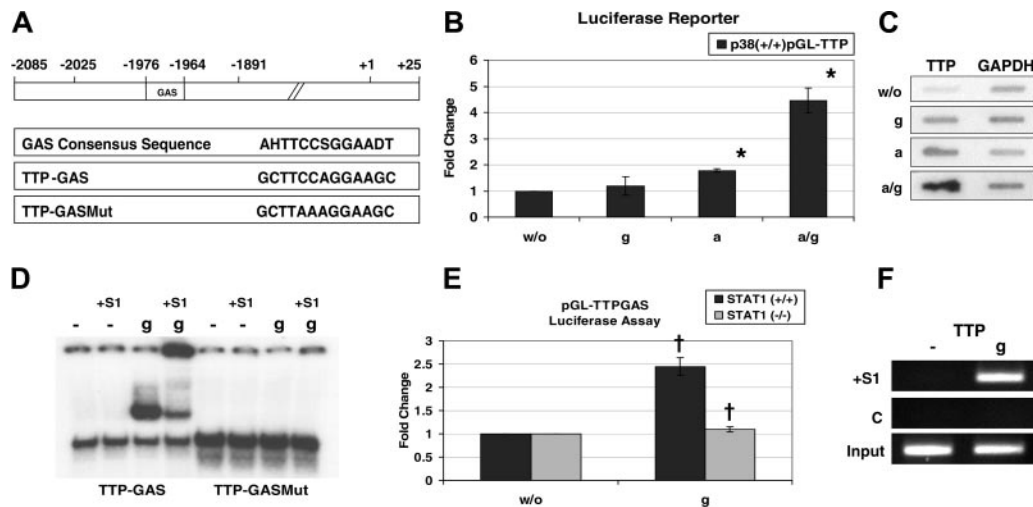 A
-2085 -2025 -1976 -1964 -1891 +1 +25
GAS
GAS Consensus Sequence AHTTCCSGGAADT
TTP-GAS GCTTCCAGGAAGC
TTP-GASMut GCTTAAAGGAAGC
B
Luciferase Reporter
p38(+/+)pGL-TTP
Fold Change
6
5
4
3
2
1
0
*
*
w/o g a a/g
C
TTP GAPDH
w/o
g
a
a/g
D
+S1 +S1 +S1 +S1
- - g g - - g g
TTP-GAS TTP-GASMut
E
pGL-TTPGAS
Luciferase Assay
STAT1 (+/+)
STAT1 (-/-)
Fold Change
3
2.5
2
1.5
1
0.5
0
†
†
w/o g
F
TTP
- g
+S1
C
Input